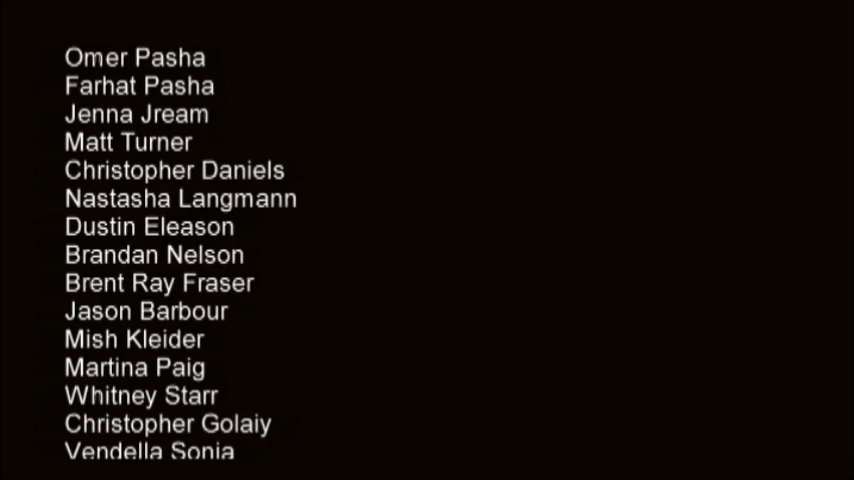 Omer Pasha
Farhat Pasha
Jenna Jream
Matt Turner
Christopher Daniels
Nastasha Langmann
Dustin Eleason
Brandan Nelson
Brent Ray Fraser
Jason Barbour
Mish Kleider
Martina Paig
Whitney Starr
Christopher Golaiy
Vendella Sonia